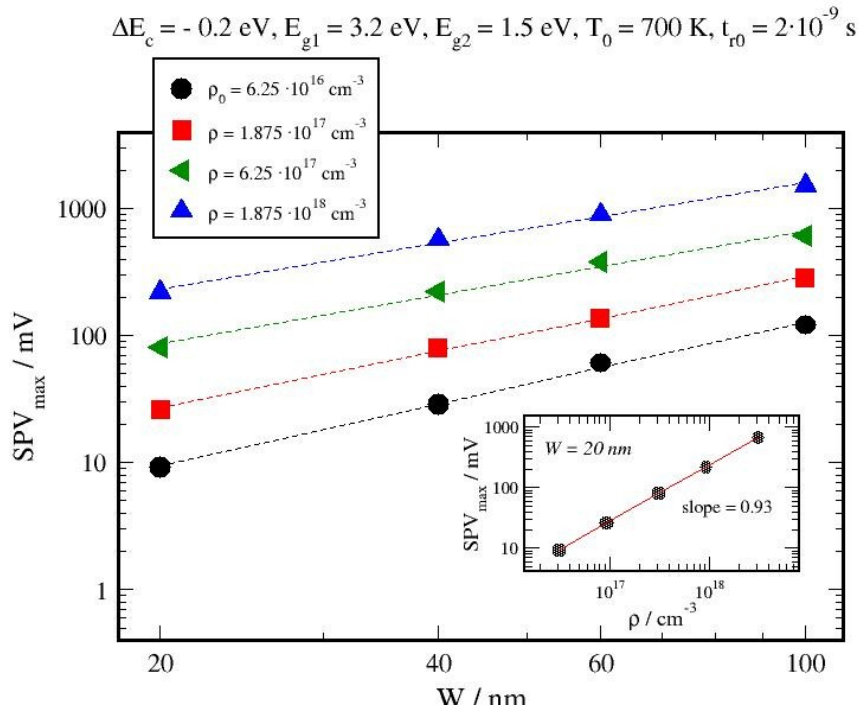 ΔE_c = - 0.2 eV, E_g1 = 3.2 eV, E_g2 = 1.5 eV, T_0 = 700 K, t_r0 = 2·10^-9 s
ρ_0 = 6.25 ·10^16 cm^-3
ρ = 1.875 ·10^17 cm^-3
ρ = 6.25 ·10^17 cm^-3
ρ = 1.875 ·10^18 cm^-3
SPV_max / mV
1000
100
10
1
20
40
60
100
W / nm
SPV_max / mV
1000
100
10
W = 20 nm
slope = 0.93
10^17
10^18
ρ / cm^-3